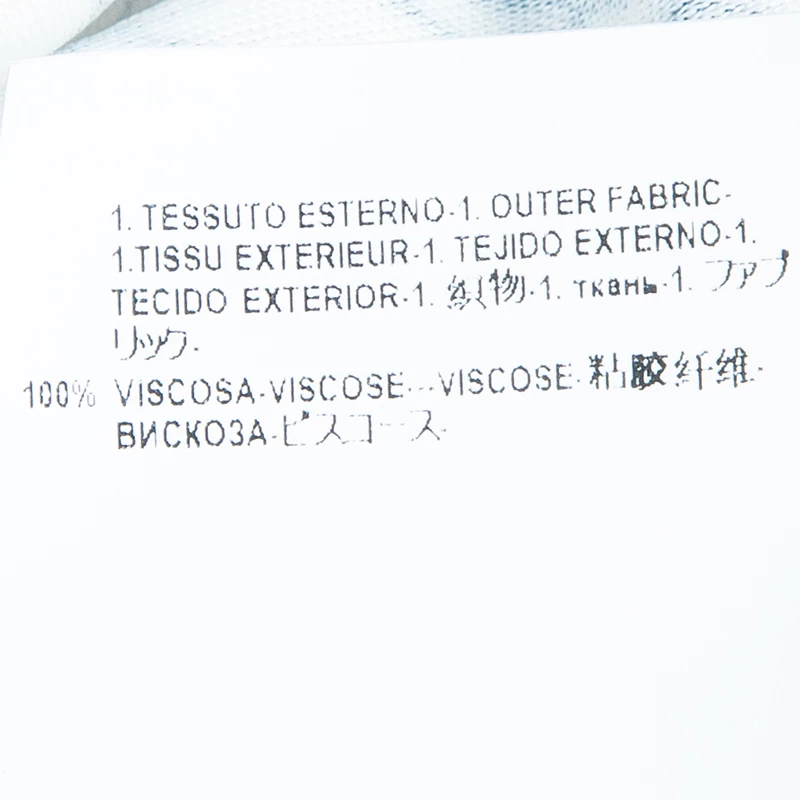 1. TESSUTO ESTERNO-1. OUTER FABRIC-
1.TISSU EXTERIEUR-1. TEJIDO EXTERNO-1.
TECIDO EXTERIOR-1. 织物-1. ткань-1. ファブ
リック-
100% VISCOSA-VISCOSE---VISCOSE-粘胶纤维-
ВИСКОЗА-ビスコース-